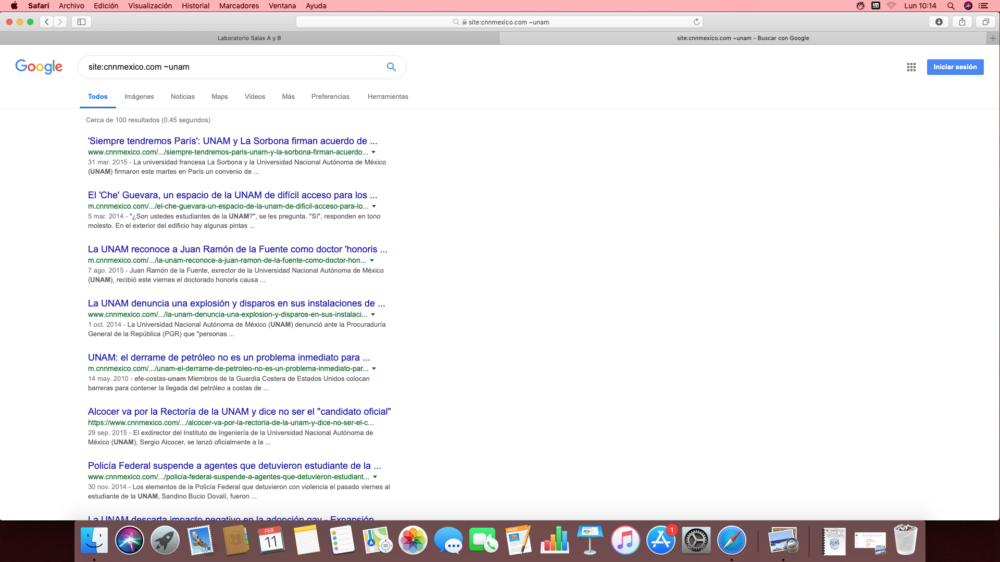 Safari Archivo Edición Visualización Historial Marcadores Ventana Ayuda Lun 10:14
site:cnnmexico.com ~unam
Laboratorio Salas A y B
site:cnnmexico.com ~unam - Buscar con Google
Google
site:cnnmexico.com ~unam
Iniciar sesión
Todos Imágenes Noticias Maps Videos Más Preferencias Herramientas
Cerca de 100 resultados (0.45 segundos)
'Siempre tendremos París': UNAM y La Sorbona firman acuerdo de ...
www.cnnmexico.com/.../siempre-tendremos-paris-unam-y-la-sorbona-firman-acuerdo...
31 mar. 2015 - La universidad francesa La Sorbona y la Universidad Nacional Autónoma de México
(UNAM) firmaron este martes en París un convenio de ...
El 'Che' Guevara, un espacio de la UNAM de difícil acceso para los ...
m.cnnmexico.com/.../el-che-guevara-un-espacio-de-la-unam-de-dificil-acceso-para-lo...
5 mar. 2014 - "¿Son ustedes estudiantes de la UNAM?", se les pregunta. "Sí", responden en tono
molesto. En el exterior del edificio hay algunas pintas ...
La UNAM reconoce a Juan Ramón de la Fuente como doctor 'honoris ...
m.cnnmexico.com/.../la-unam-reconoce-a-juan-ramon-de-la-fuente-como-doctor-hon...
7 ago. 2015 - Juan Ramón de la Fuente, exrector de la Universidad Nacional Autónoma de México
(UNAM), recibió este viernes el doctorado honoris causa ...
La UNAM denuncia una explosión y disparos en sus instalaciones de ...
www.cnnmexico.com/.../la-unam-denuncia-una-explosion-y-disparos-en-sus-instalaci...
1 oct. 2014 - La Universidad Nacional Autónoma de México (UNAM) denunció ante la Procuraduría
General de la República (PGR) que "personas ...
UNAM: el derrame de petróleo no es un problema inmediato para ...
m.cnnmexico.com/.../unam-el-derrame-de-petroleo-no-es-un-problema-inmediato-par...
14 may. 2010 - efe-costas-unam Miembros de la Guardia Costera de Estados Unidos colocan
barreras para contener la llegada del petróleo a costas de ...
Alcocer va por la Rectoría de la UNAM y dice no ser el "candidato oficial"
https://www.cnnmexico.com/.../alcocer-va-por-la-rectoria-de-la-unam-y-dice-no-ser-el-c...
29 sep. 2015 - El exdirector del Instituto de Ingeniería de la Universidad Nacional Autónoma de
México (UNAM), Sergio Alcocer, se lanzó oficialmente a la ...
Policía Federal suspende a agentes que detuvieron estudiante de la ...
www.cnnmexico.com/.../policia-federal-suspende-a-agentes-que-detuvieron-estudiant...
30 nov. 2014 - Los elementos de la Policía Federal que detuvieron con violencia el pasado viernes al
estudiante de la UNAM, Sandino Bucio Dovalí, fueron ...
La UNAM descarta impacto negativo en la adopción gay - Expansión
FEB
11
3D
PAGES
1